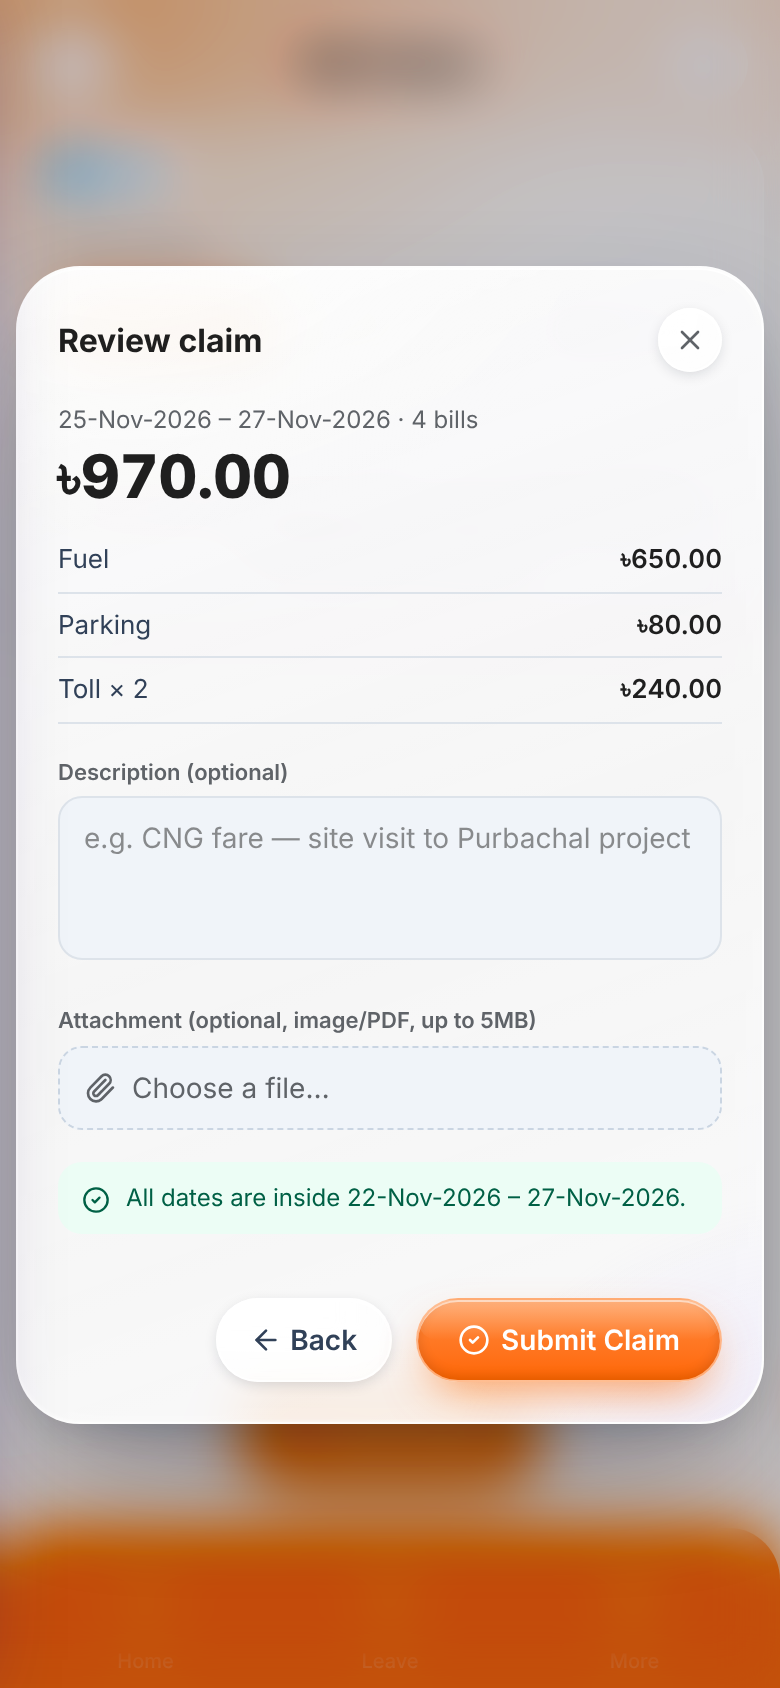 Review claim
25-Nov-2026 – 27-Nov-2026 · 4 bills
৳970.00
Fuel ৳650.00
Parking ৳80.00
Toll × 2 ৳240.00
Description (optional)
e.g. CNG fare — site visit to Purbachal project
Attachment (optional, image/PDF, up to 5MB)
Choose a file...
All dates are inside 22-Nov-2026 – 27-Nov-2026.
Back Submit Claim
Home Leave More